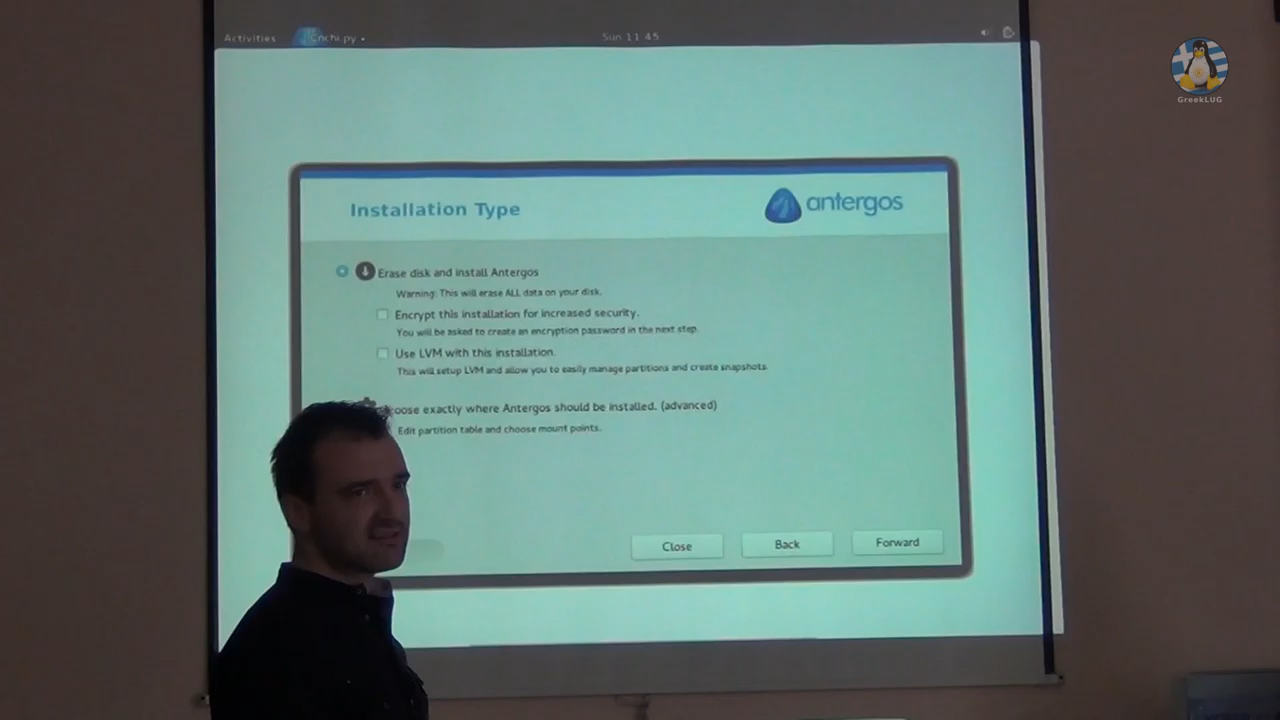 Activities Cnchi.py Sun 11 45
GreekLUG
Installation Type
antergos
Erase disk and install Antergos
Warning: This will erase ALL data on your disk.
Encrypt this installation for increased security.
You will be asked to create an encryption password in the next step.
Use LVM with this installation.
This will setup LVM and allow you to easily manage partitions and create snapshots.
oose exactly where Antergos should be installed. (advanced)
Edit partition table and choose mount points.
Close Back Forward